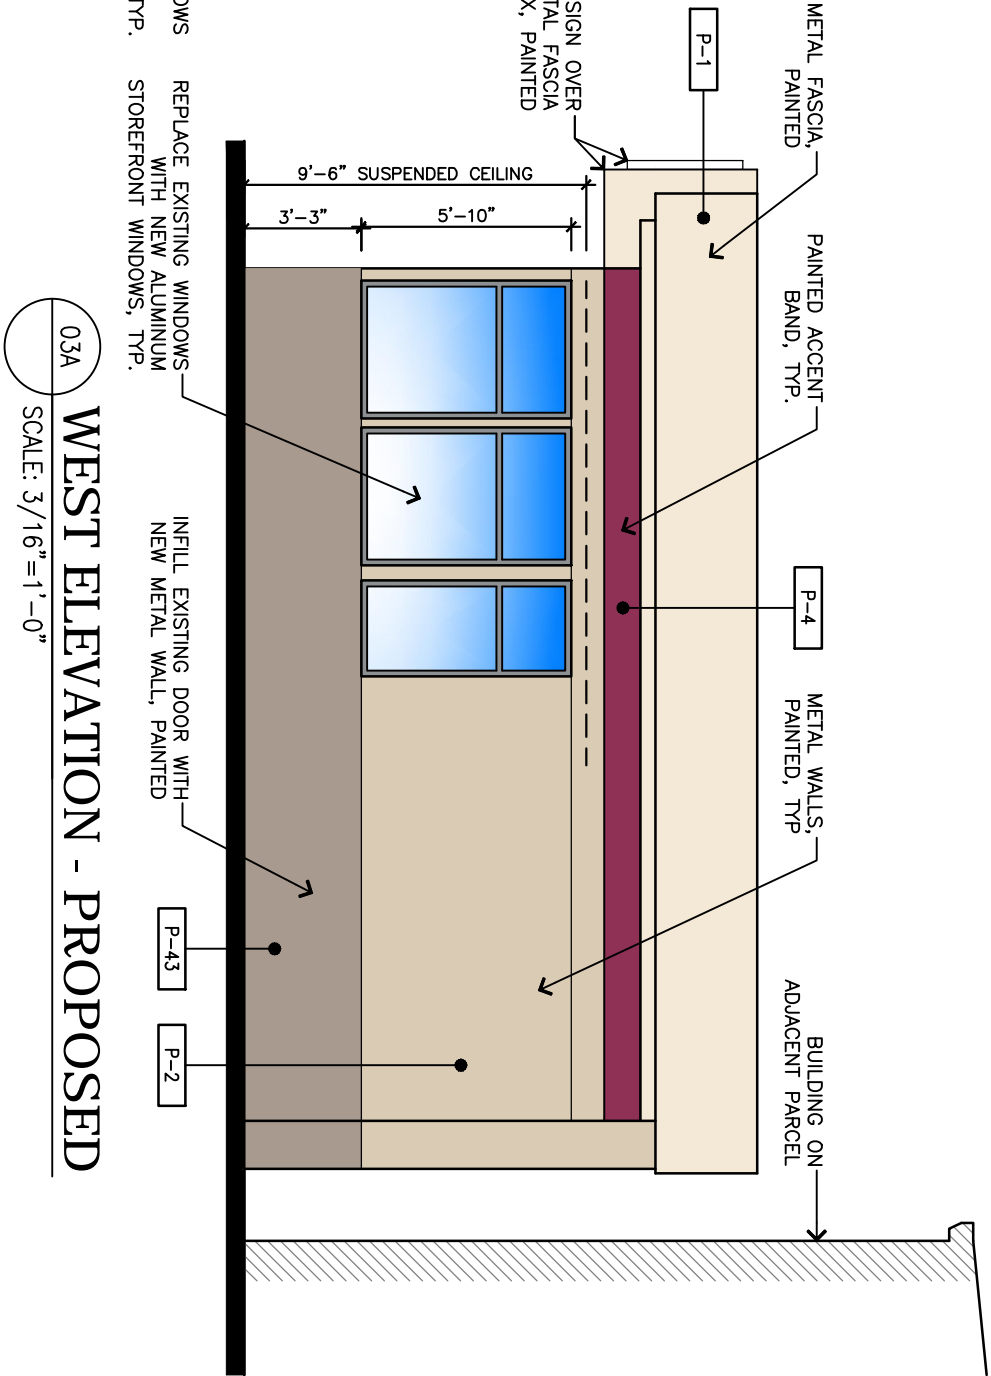 METAL FASCIA,
PAINTED
PAINTED ACCENT
BAND, TYP.
P-4
METAL WALLS,
PAINTED, TYP
BUILDING ON
ADJACENT PARCEL
P-1
SIGN OVER
TAL FASCIA
X, PAINTED
9'-6" SUSPENDED CEILING
5'-10"
3'-3"
OWS
TYP.
REPLACE EXISTING WINDOWS
WITH NEW ALUMINUM
STOREFRONT WINDOWS, TYP.
INFILL EXISTING DOOR WITH
NEW METAL WALL, PAINTED
P-43
P-2
03A
WEST ELEVATION - PROPOSED
SCALE: 3/16"=1'-0"